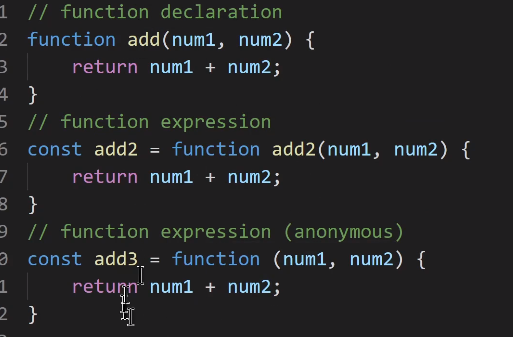 1 // function declaration
2 function add(num1, num2) {
3     return num1 + num2;
4 }
5 // function expression
6 const add2 = function add2(num1, num2) {
7     return num1 + num2;
8 }
9 // function expression (anonymous)
0 const add3 = function (num1, num2) {
1     return num1 + num2;
2 }